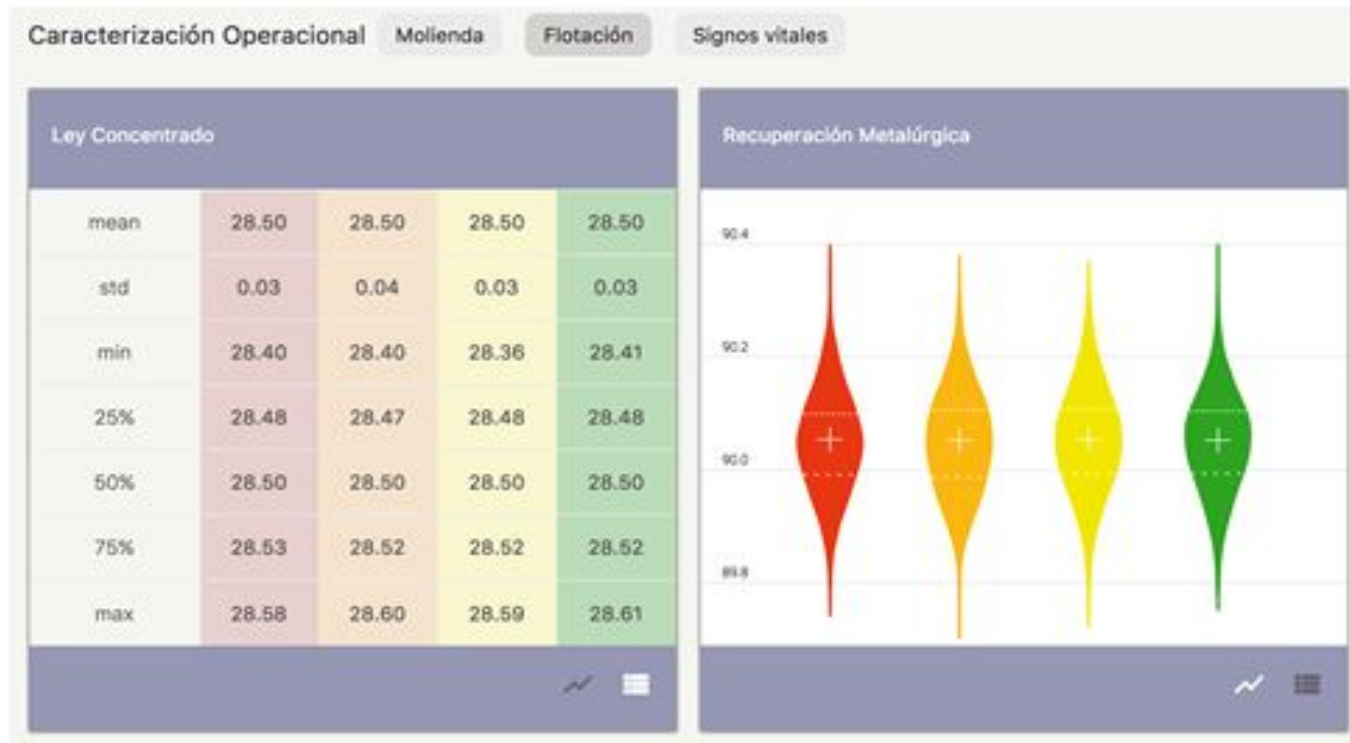 Caracterización Operacional Molienda Flotación Signos vitales
Ley Concentrado
mean 28.50 28.50 28.50 28.50
std 0.03 0.04 0.03 0.03
min 28.40 28.40 28.36 28.41
25% 28.48 28.47 28.48 28.48
50% 28.50 28.50 28.50 28.50
75% 28.53 28.52 28.52 28.52
max 28.58 28.60 28.59 28.61
Recuperación Metalúrgica
90.4
90.2
90.0
89.8